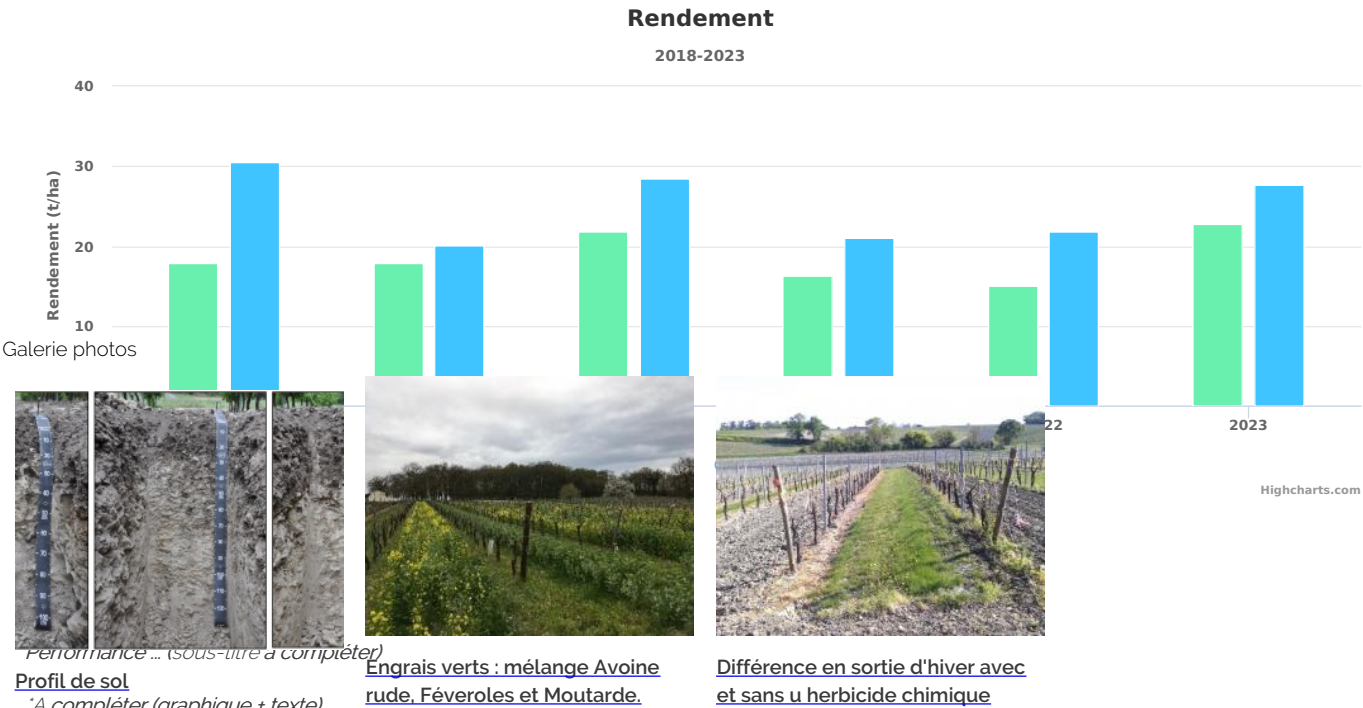 Rendement
2018-2023
40
30
20
10
Rendement (t/ha)
Galerie photos
22
2023
Highcharts.com
Performance ... (sous-titre à compléter)
Profil de sol
*A compléter (graphique + texte)
Engrais verts : mélange Avoine
rude, Féveroles et Moutarde.
Différence en sortie d'hiver avec
et sans u herbicide chimique